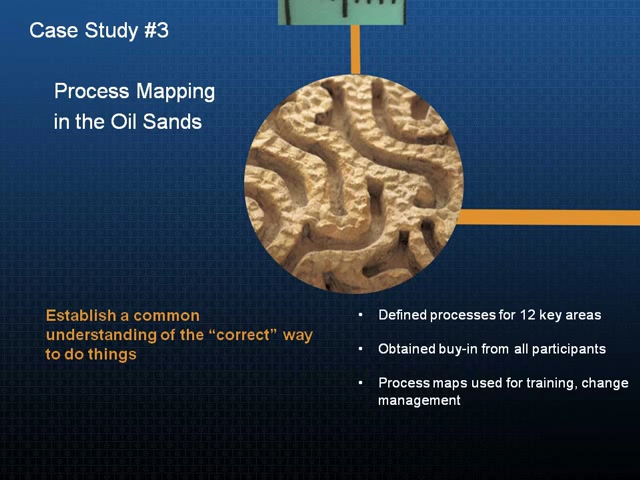 Case Study #3
Process Mapping
in the Oil Sands
Establish a common
understanding of the “correct” way
to do things
▪ Defined processes for 12 key areas
▪ Obtained buy-in from all participants
▪ Process maps used for training, change
management